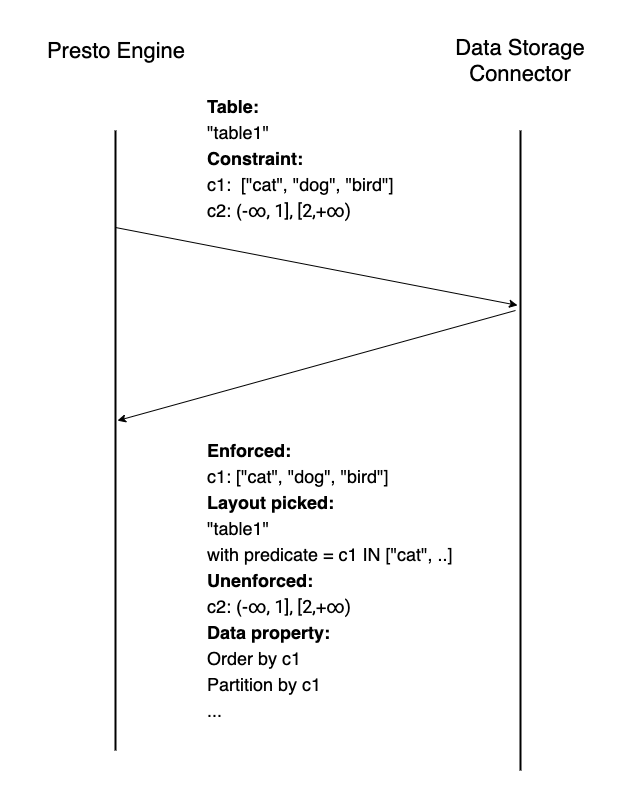 Presto Engine
Data Storage
Connector
Table:
"table1"
Constraint:
c1:  ["cat", "dog", "bird"]
c2: (-∞, 1], [2,+∞)
Enforced:
c1: ["cat", "dog", "bird"]
Layout picked:
"table1"
with predicate = c1 IN ["cat", ..]
Unenforced:
c2: (-∞, 1], [2,+∞)
Data property:
Order by c1
Partition by c1
...